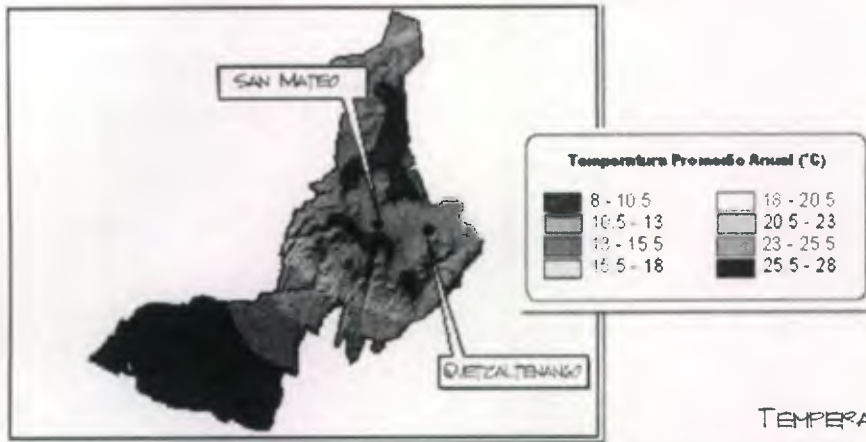 SAN MATEO
Temperatura Promedio Anual (°C)
8 - 10.5
10.5 - 13
13 - 15.5
15.5 - 18
18 - 20.5
20.5 - 23
23 - 25.5
25.5 - 28
QUETZALTENANGO
TEMPERA